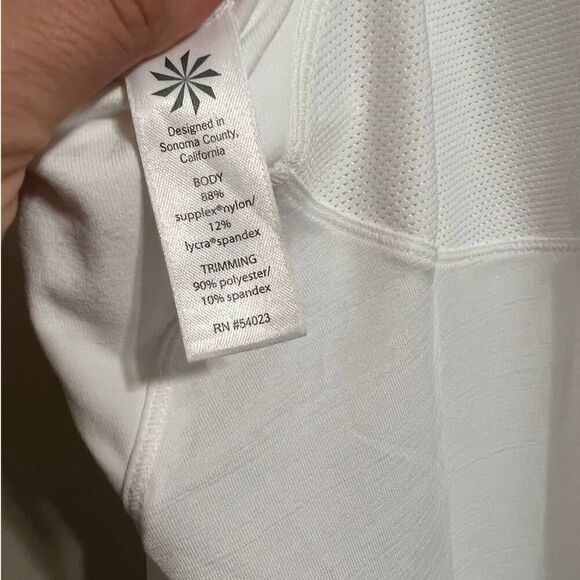 Designed in
Sonoma County,
California
BODY
88%
supplex®nylon/
12%
lycra®spandex
TRIMMING
90% polyester/
10% spandex
RN #54023